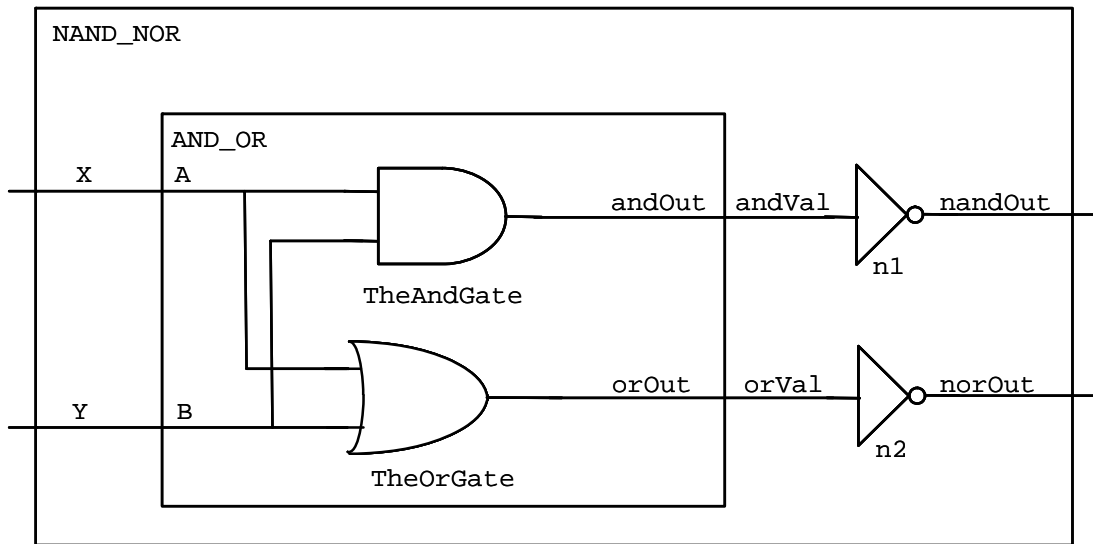 NAND_NOR
AND_OR
X
A
andOut
andVal
nandOut
n1
TheAndGate
Y
B
orOut
orVal
norOut
n2
TheOrGate